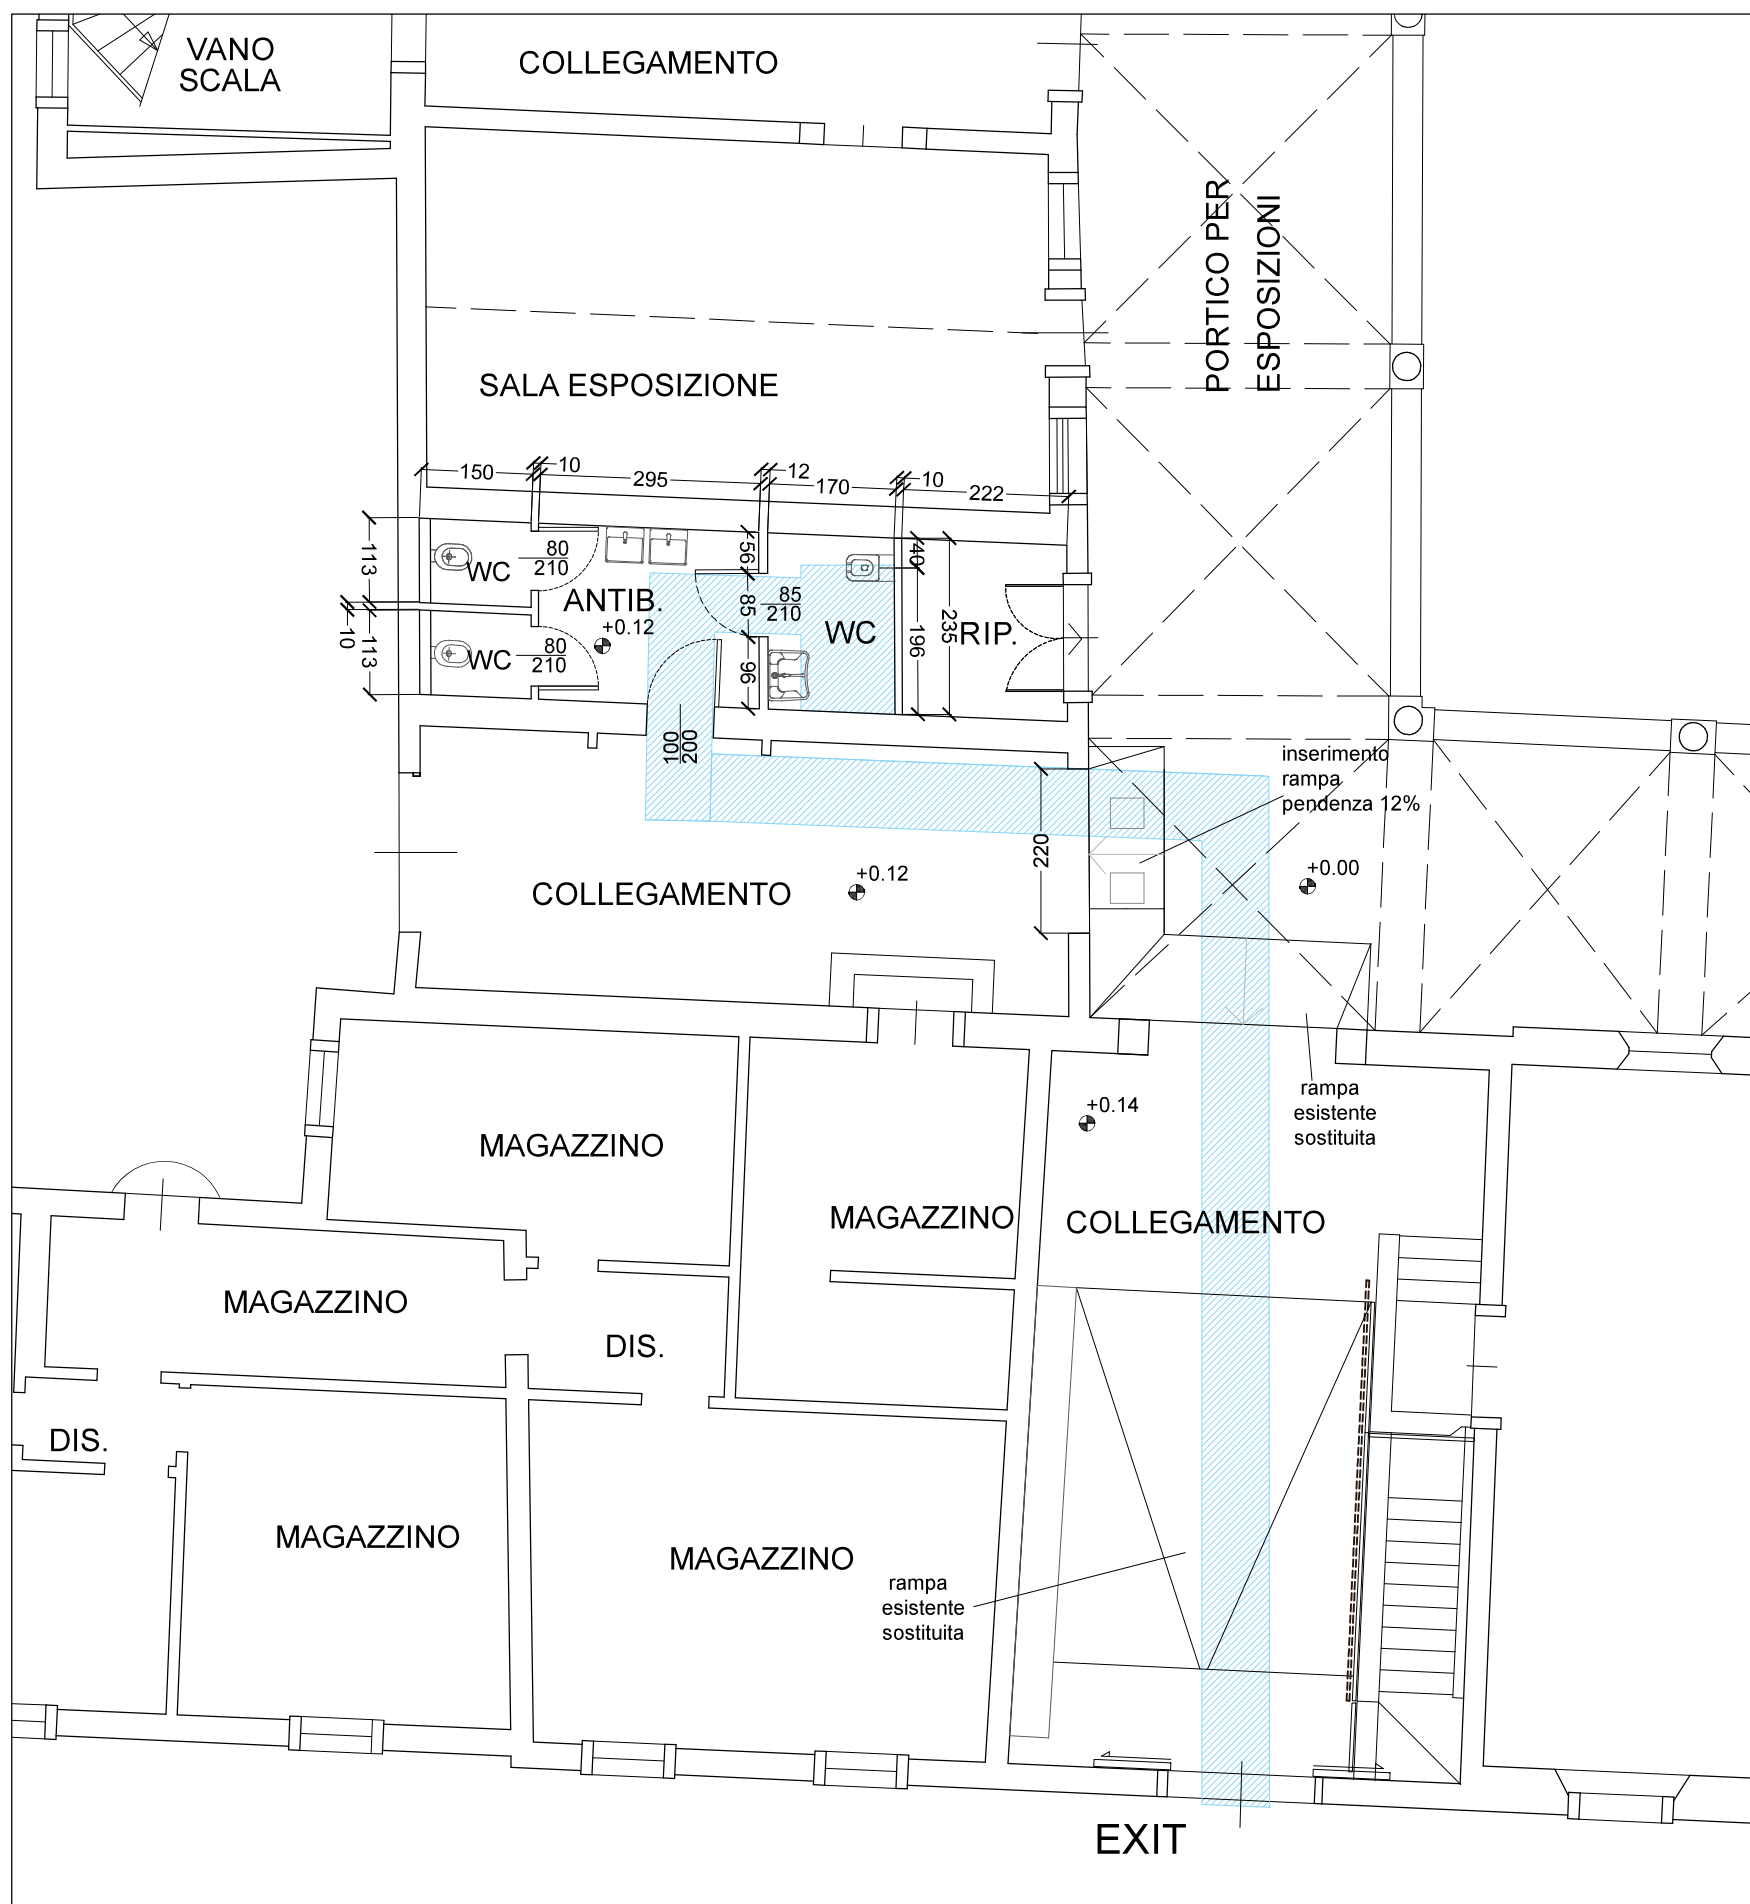 VANO
SCALA
COLLEGAMENTO
PORTICO PER
ESPOSIZIONI
SALA ESPOSIZIONE
150
10
295
12
170
10
222
113
10
113
WC
80
210
WC
80
210
ANTIB.
+0.12
56
85
96
85
210
WC
40
196
235
RIP.
100
200
inserimento
rampa
pendenza 12%
220
+0.12
+0.00
COLLEGAMENTO
rampa
esistente
sostituita
+0.14
MAGAZZINO
MAGAZZINO
COLLEGAMENTO
MAGAZZINO
DIS.
DIS.
MAGAZZINO
MAGAZZINO
rampa
esistente
sostituita
EXIT